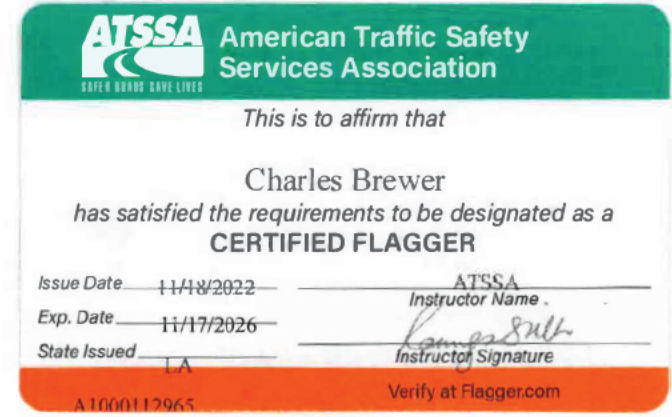 ATSSA
SAFER ROADS SAVE LIVES
American Traffic Safety
Services Association
This is to affirm that
Charles Brewer
has satisfied the requirements to be designated as a
CERTIFIED FLAGGER
Issue Date 11/18/2022
ATSSA
Instructor Name
Exp. Date 11/17/2026
Instructor Signature
State Issued LA
A1000112965
Verify at Flagger.com